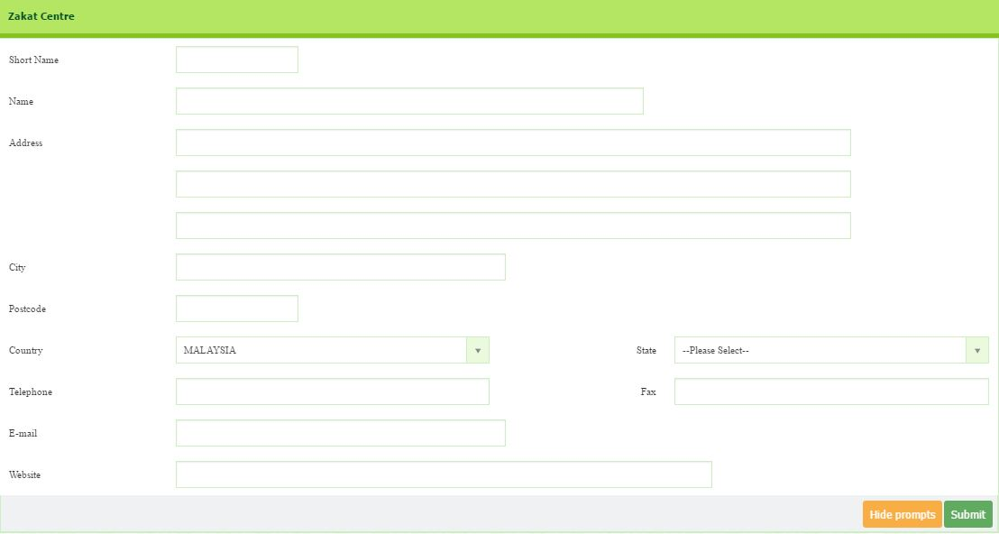 Zakat Centre
Short Name
Name
Address
City
Postcode
Country MALAYSIA State --Please Select--
Telephone Fax
E-mail
Website
Hide prompts Submit